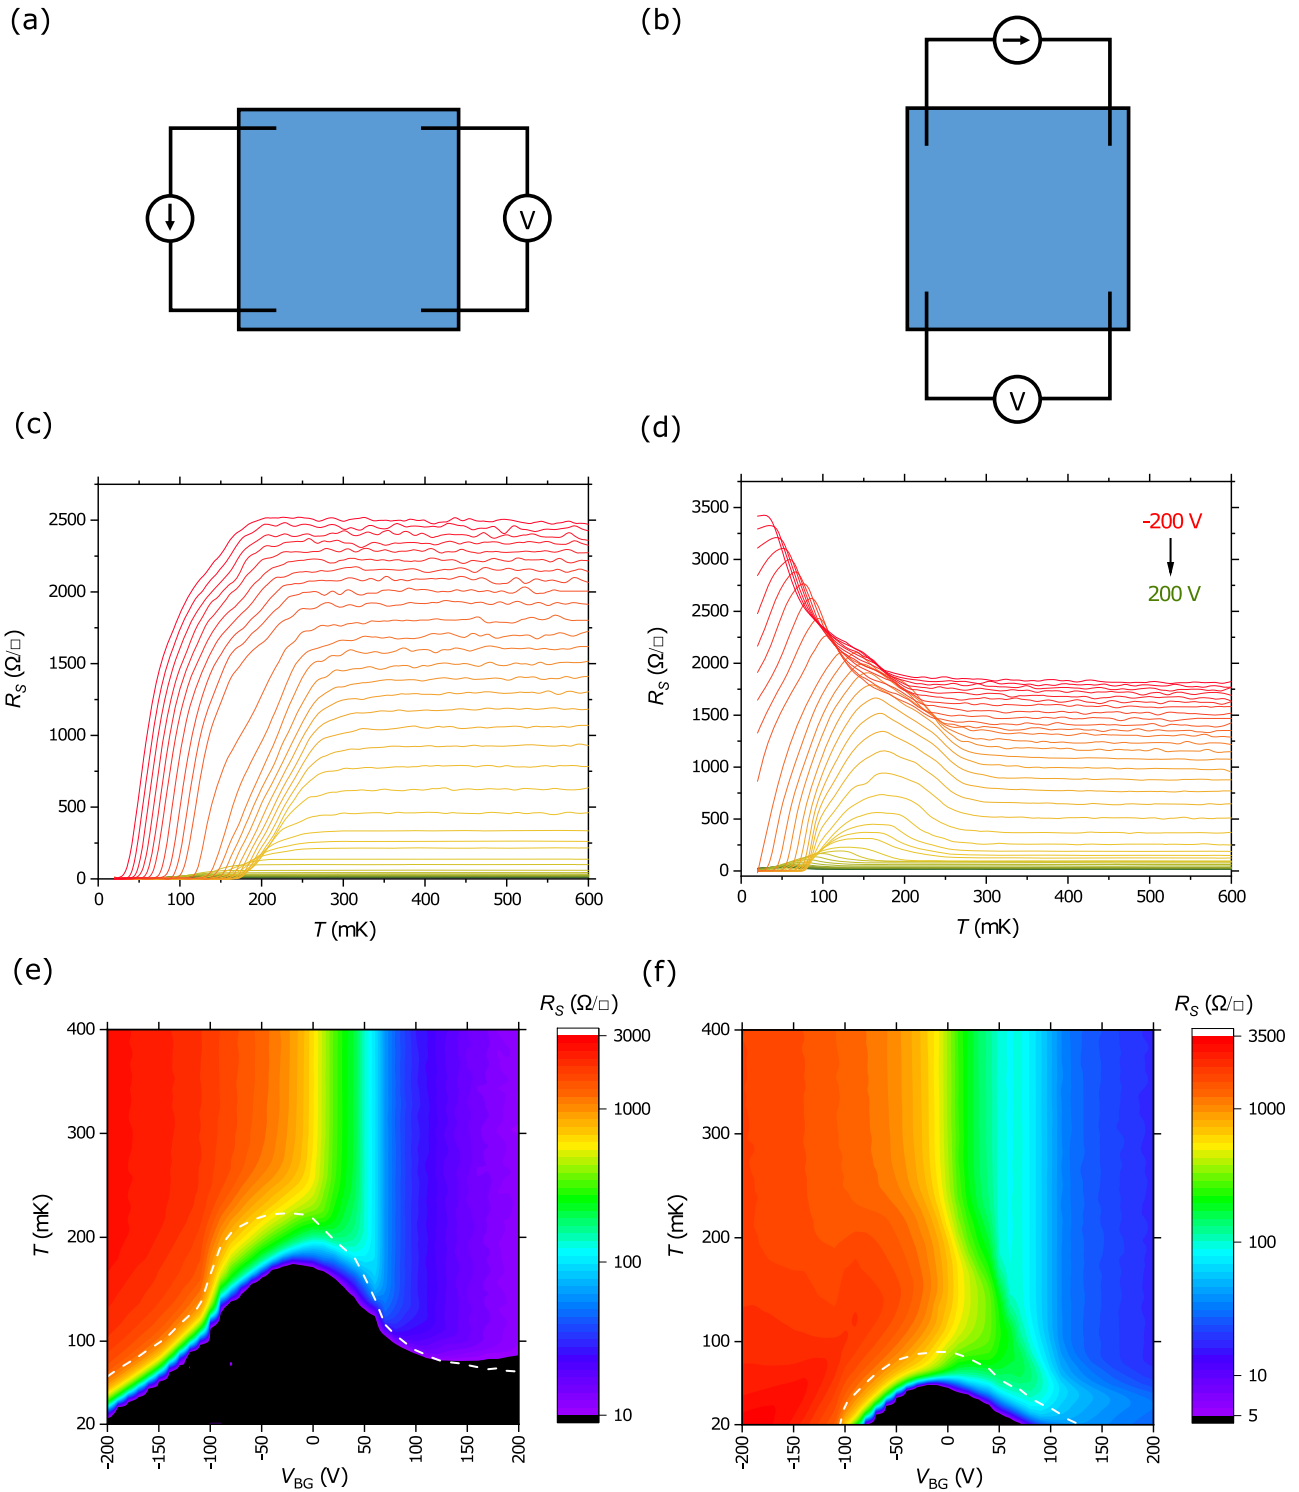 (a)
(b)
V
V
(c)
(d)
R_S (Ω/□)
2500
2000
1500
1000
500
0
0 100 200 300 400 500 600
T (mK)
R_S (Ω/□)
3500
3000
2500
2000
1500
1000
500
0
-200 V
200 V
0 100 200 300 400 500 600
T (mK)
(e)
(f)
R_S (Ω/□)
T (mK)
400
300
200
100
20
-200 -150 -100 -50 0 50 100 150 200
V_BG (V)
3000
1000
100
10
R_S (Ω/□)
T (mK)
400
300
200
100
20
-200 -150 -100 -50 0 50 100 150 200
V_BG (V)
3500
1000
100
10
5